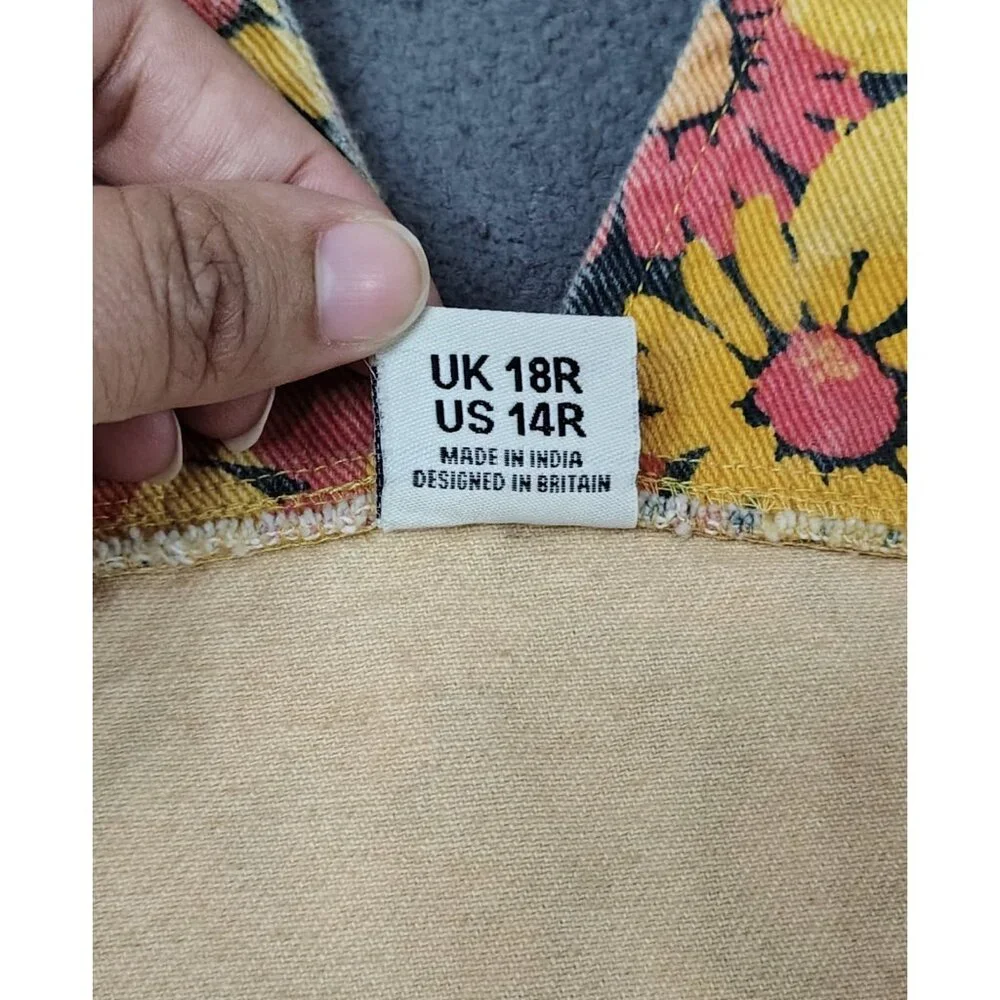 UK 18R
US 14R
MADE IN INDIA
DESIGNED IN BRITAIN